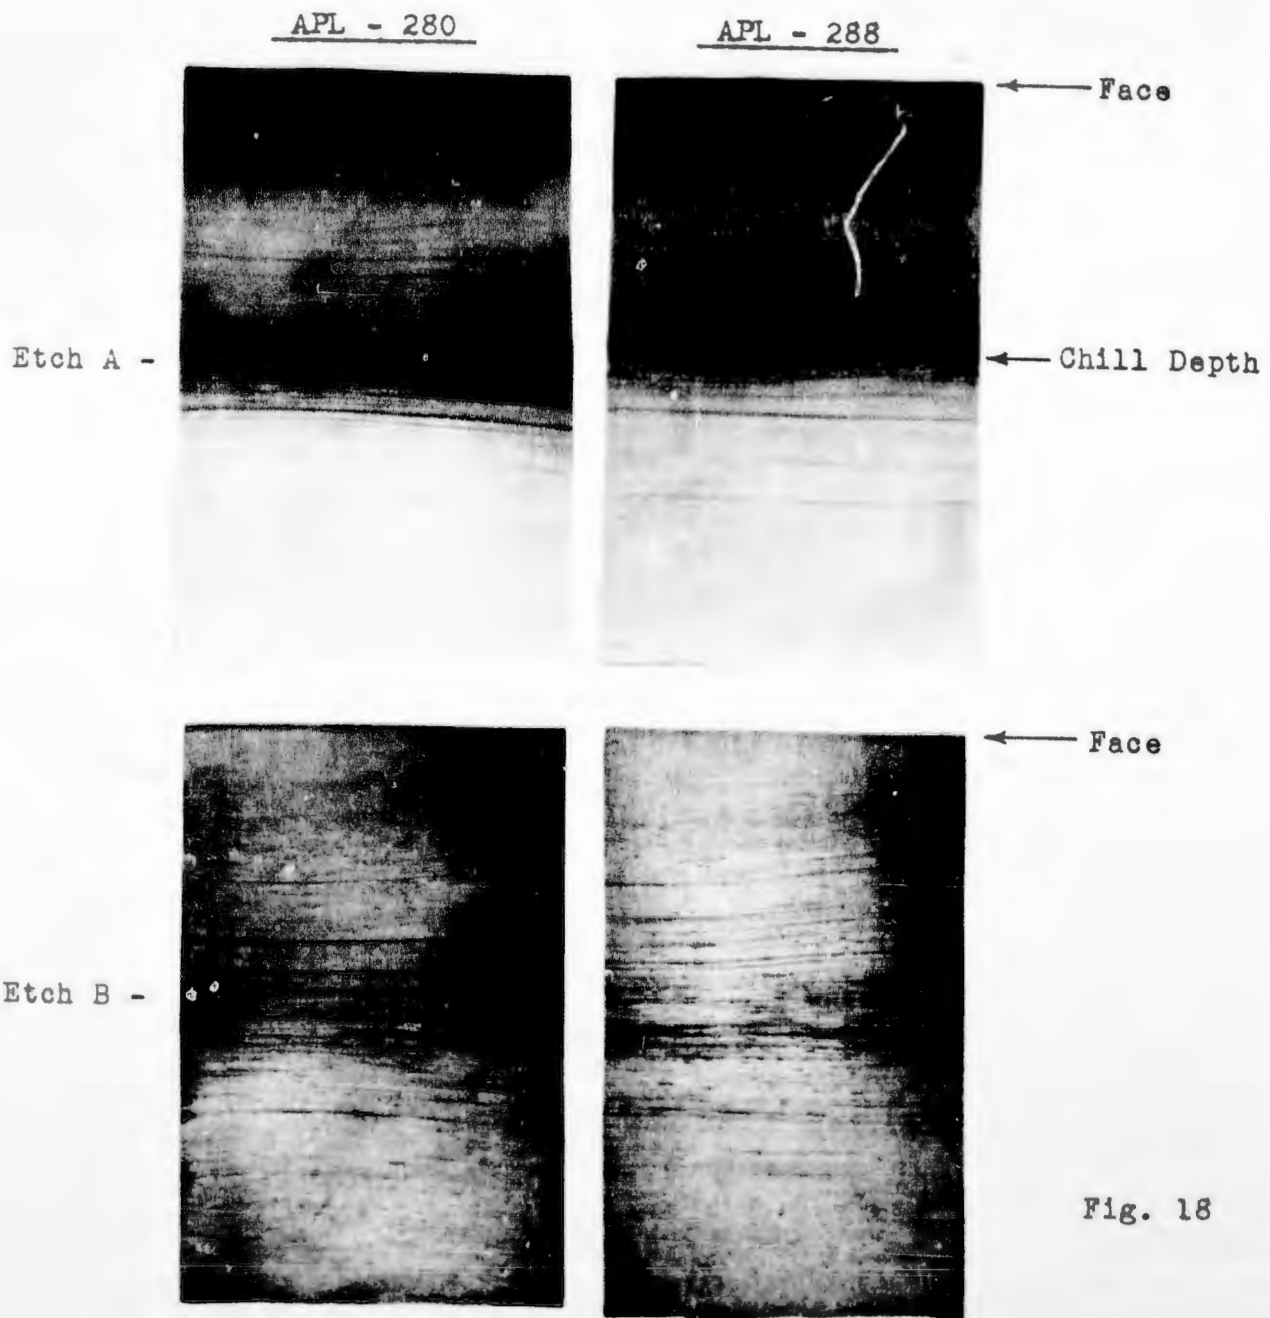 APL - 280
APL - 288
Face
Etch A -
Chill Depth
Face
Etch B -
Fig. 18